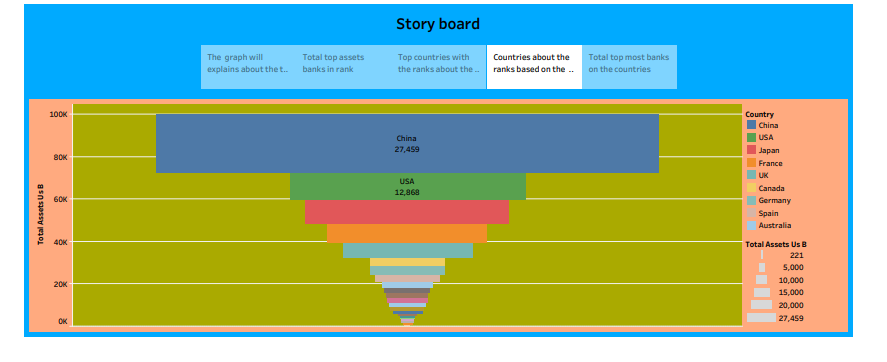 Story board
The graph will
explains about the t..
Total top assets
banks in rank
Top countries with
the ranks about the ..
Countries about the
ranks based on the ..
Total top most banks
on the countries
Total Assets Us B
100K
80K
60K
40K
20K
0K
China
27,459
USA
12,868
Country
China
USA
Japan
France
UK
Canada
Germany
Spain
Australia
Total Assets Us B
221
5,000
10,000
15,000
20,000
27,459